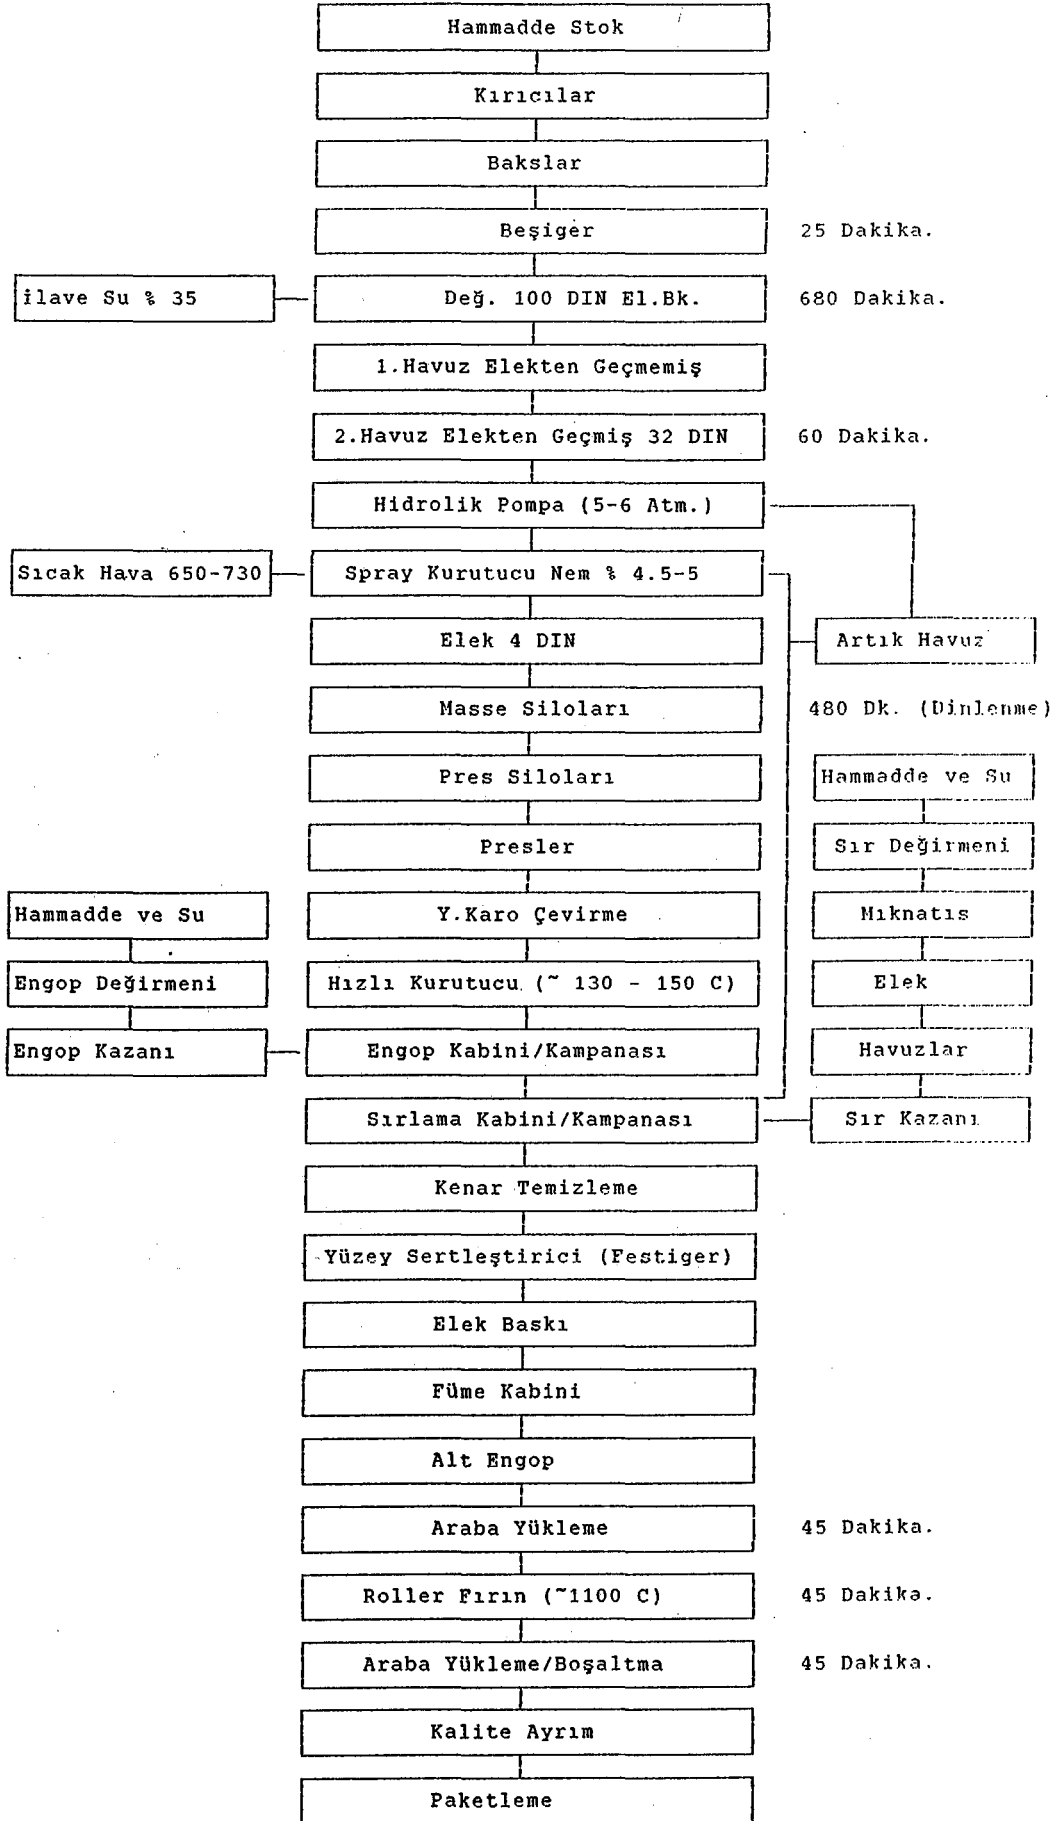 Hammadde Stok
Kırıcılar
Bakslar
Beşiger 25 Dakika.
İlave Su % 35 Değ. 100 DIN El.Bk. 680 Dakika.
1.Havuz Elekten Geçmemiş
2.Havuz Elekten Geçmiş 32 DIN 60 Dakika.
Hidrolik Pompa (5-6 Atm.)
Sıcak Hava 650-730 Spray Kurutucu Nem % 4.5-5
Elek 4 DIN Artık Havuz
Masse Siloları 480 Dk. (Dinlenme)
Pres Siloları Hammadde ve Su
Presler Sır Değirmeni
Hammadde ve Su Y.Karo Çevirme Mıknatıs
Engop Değirmeni Hızlı Kurutucu (~ 130 - 150 C) Elek
Engop Kazanı Engop Kabini/Kampanası Havuzlar
Sırlama Kabini/Kampanası Sır Kazanı
Kenar Temizleme
Yüzey Sertleştirici (Festiger)
Elek Baskı
Füme Kabini
Alt Engop
Araba Yükleme 45 Dakika.
Roller Fırın (~1100 C) 45 Dakika.
Araba Yükleme/Boşaltma 45 Dakika.
Kalite Ayrım
Paketleme